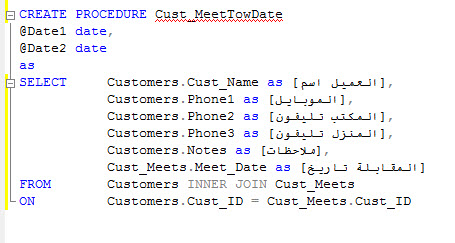 CREATE PROCEDURE Cust_MeetTowDate
@Date1 date,
@Date2 date
as
SELECT Customers.Cust_Name as [اسم العميل],
Customers.Phone1 as [الموبايل],
Customers.Phone2 as [تليفون المكتب],
Customers.Phone3 as [تليفون المنزل],
Customers.Notes as [ملاحظات],
Cust_Meets.Meet_Date as [تاريخ المقابلة]
FROM Customers INNER JOIN Cust_Meets
ON Customers.Cust_ID = Cust_Meets.Cust_ID